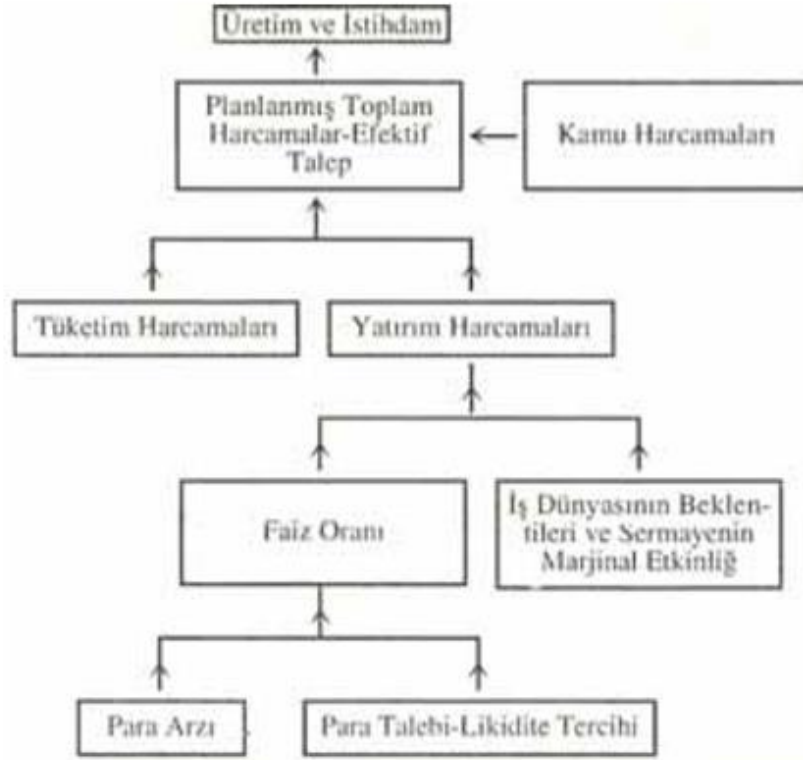 Üretim ve İstihdam
Planlanmış Toplam
Harcamalar-Efektif
Talep
Kamu Harcamaları
Tüketim Harcamaları
Yatırım Harcamaları
Faiz Oranı
İş Dünyasının Beklen-
tileri ve Sermayenin
Marjinal Etkinliğ
Para Arzı
Para Talebi-Likidite Tercihi